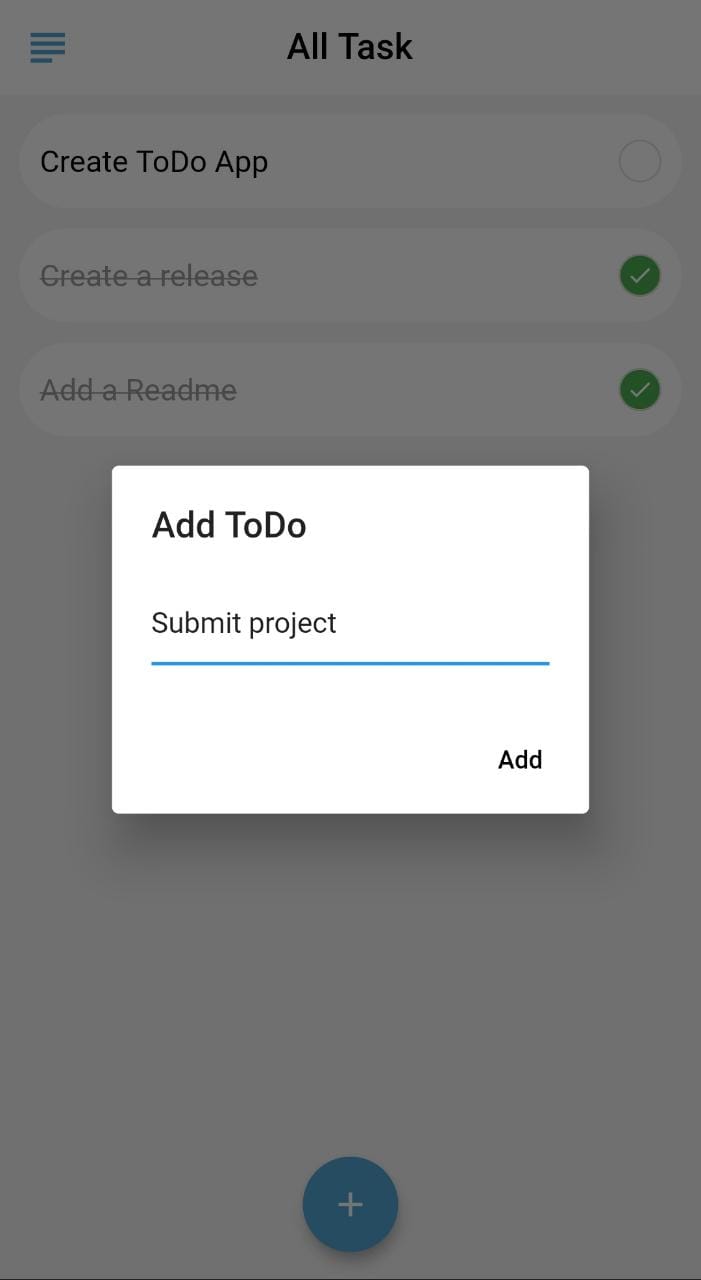 All Task
Create ToDo App
Create a release
Add a Readme
Add ToDo
Submit project
Add